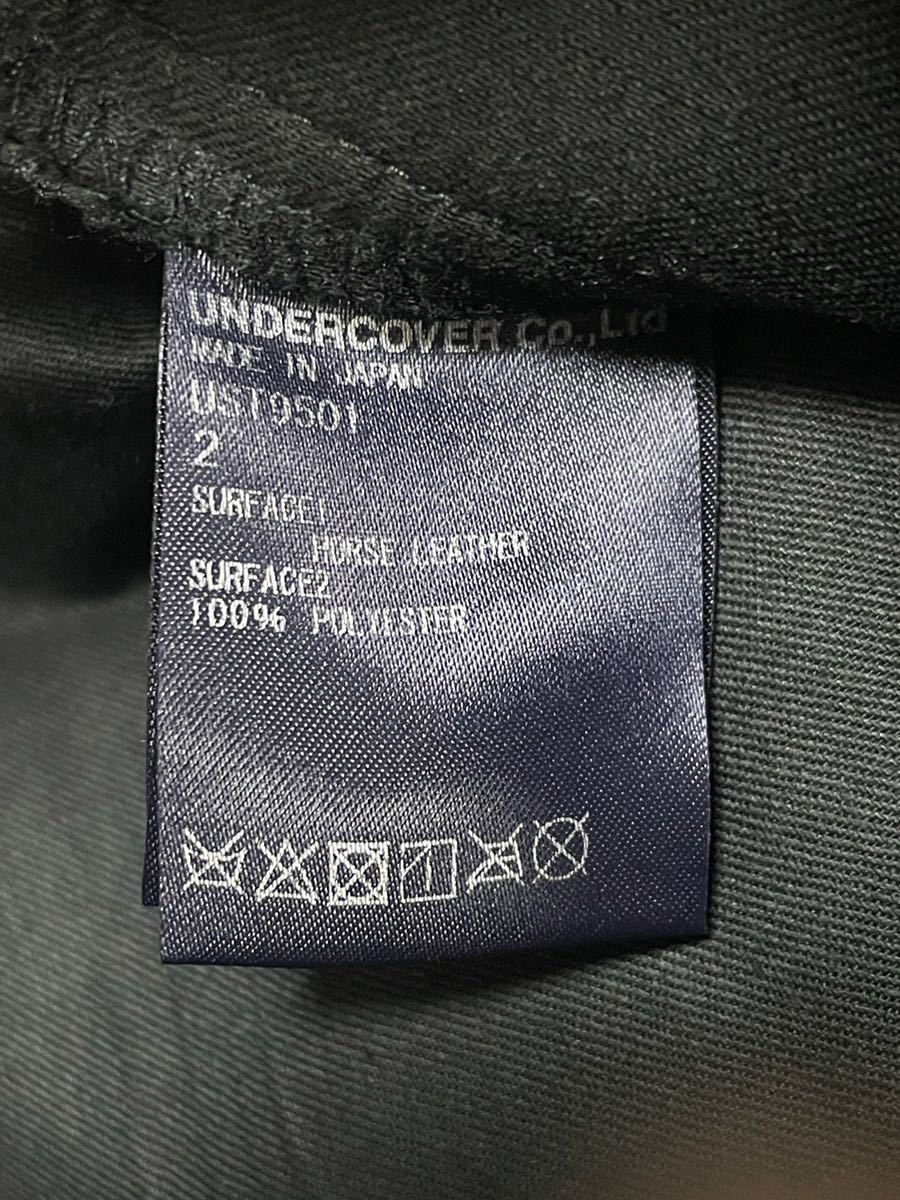 UNDERCOVER Co.,Ltd
MADE IN JAPAN
UST9501
2
SURFACE1
HORSE LEATHER
SURFACE2
100% POLYESTER